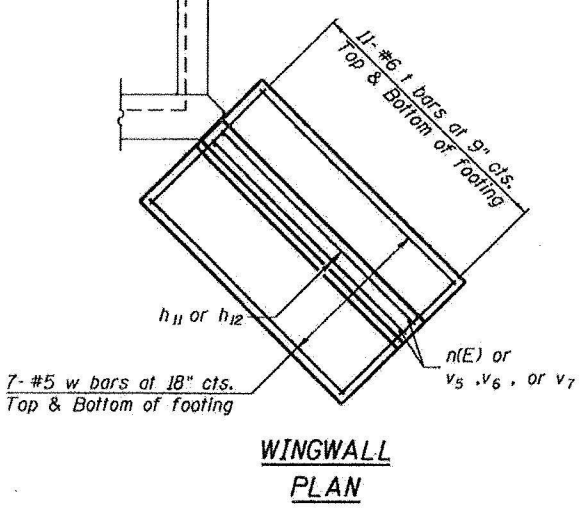 11- #6 t bars at 9" cts.
Top & Bottom of footing
h11 or h12
n(E) or
v5 ,v6 , or v7
7- #5 w bars at 18" cts.
Top & Bottom of footing
WINGWALL
PLAN